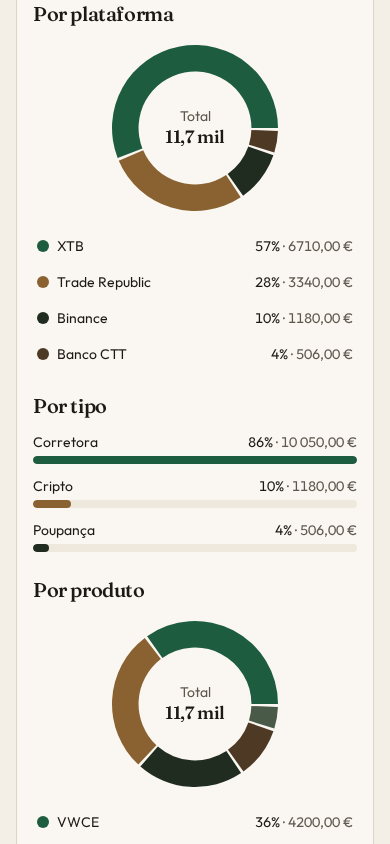 Por plataforma
Total
11,7 mil
XTB 57% · 6710,00 €
Trade Republic 28% · 3340,00 €
Binance 10% · 1180,00 €
Banco CTT 4% · 506,00 €
Por tipo
Corretora 86% · 10 050,00 €
Cripto 10% · 1180,00 €
Poupança 4% · 506,00 €
Por produto
Total
11,7 mil
VWCE 36% · 4200,00 €